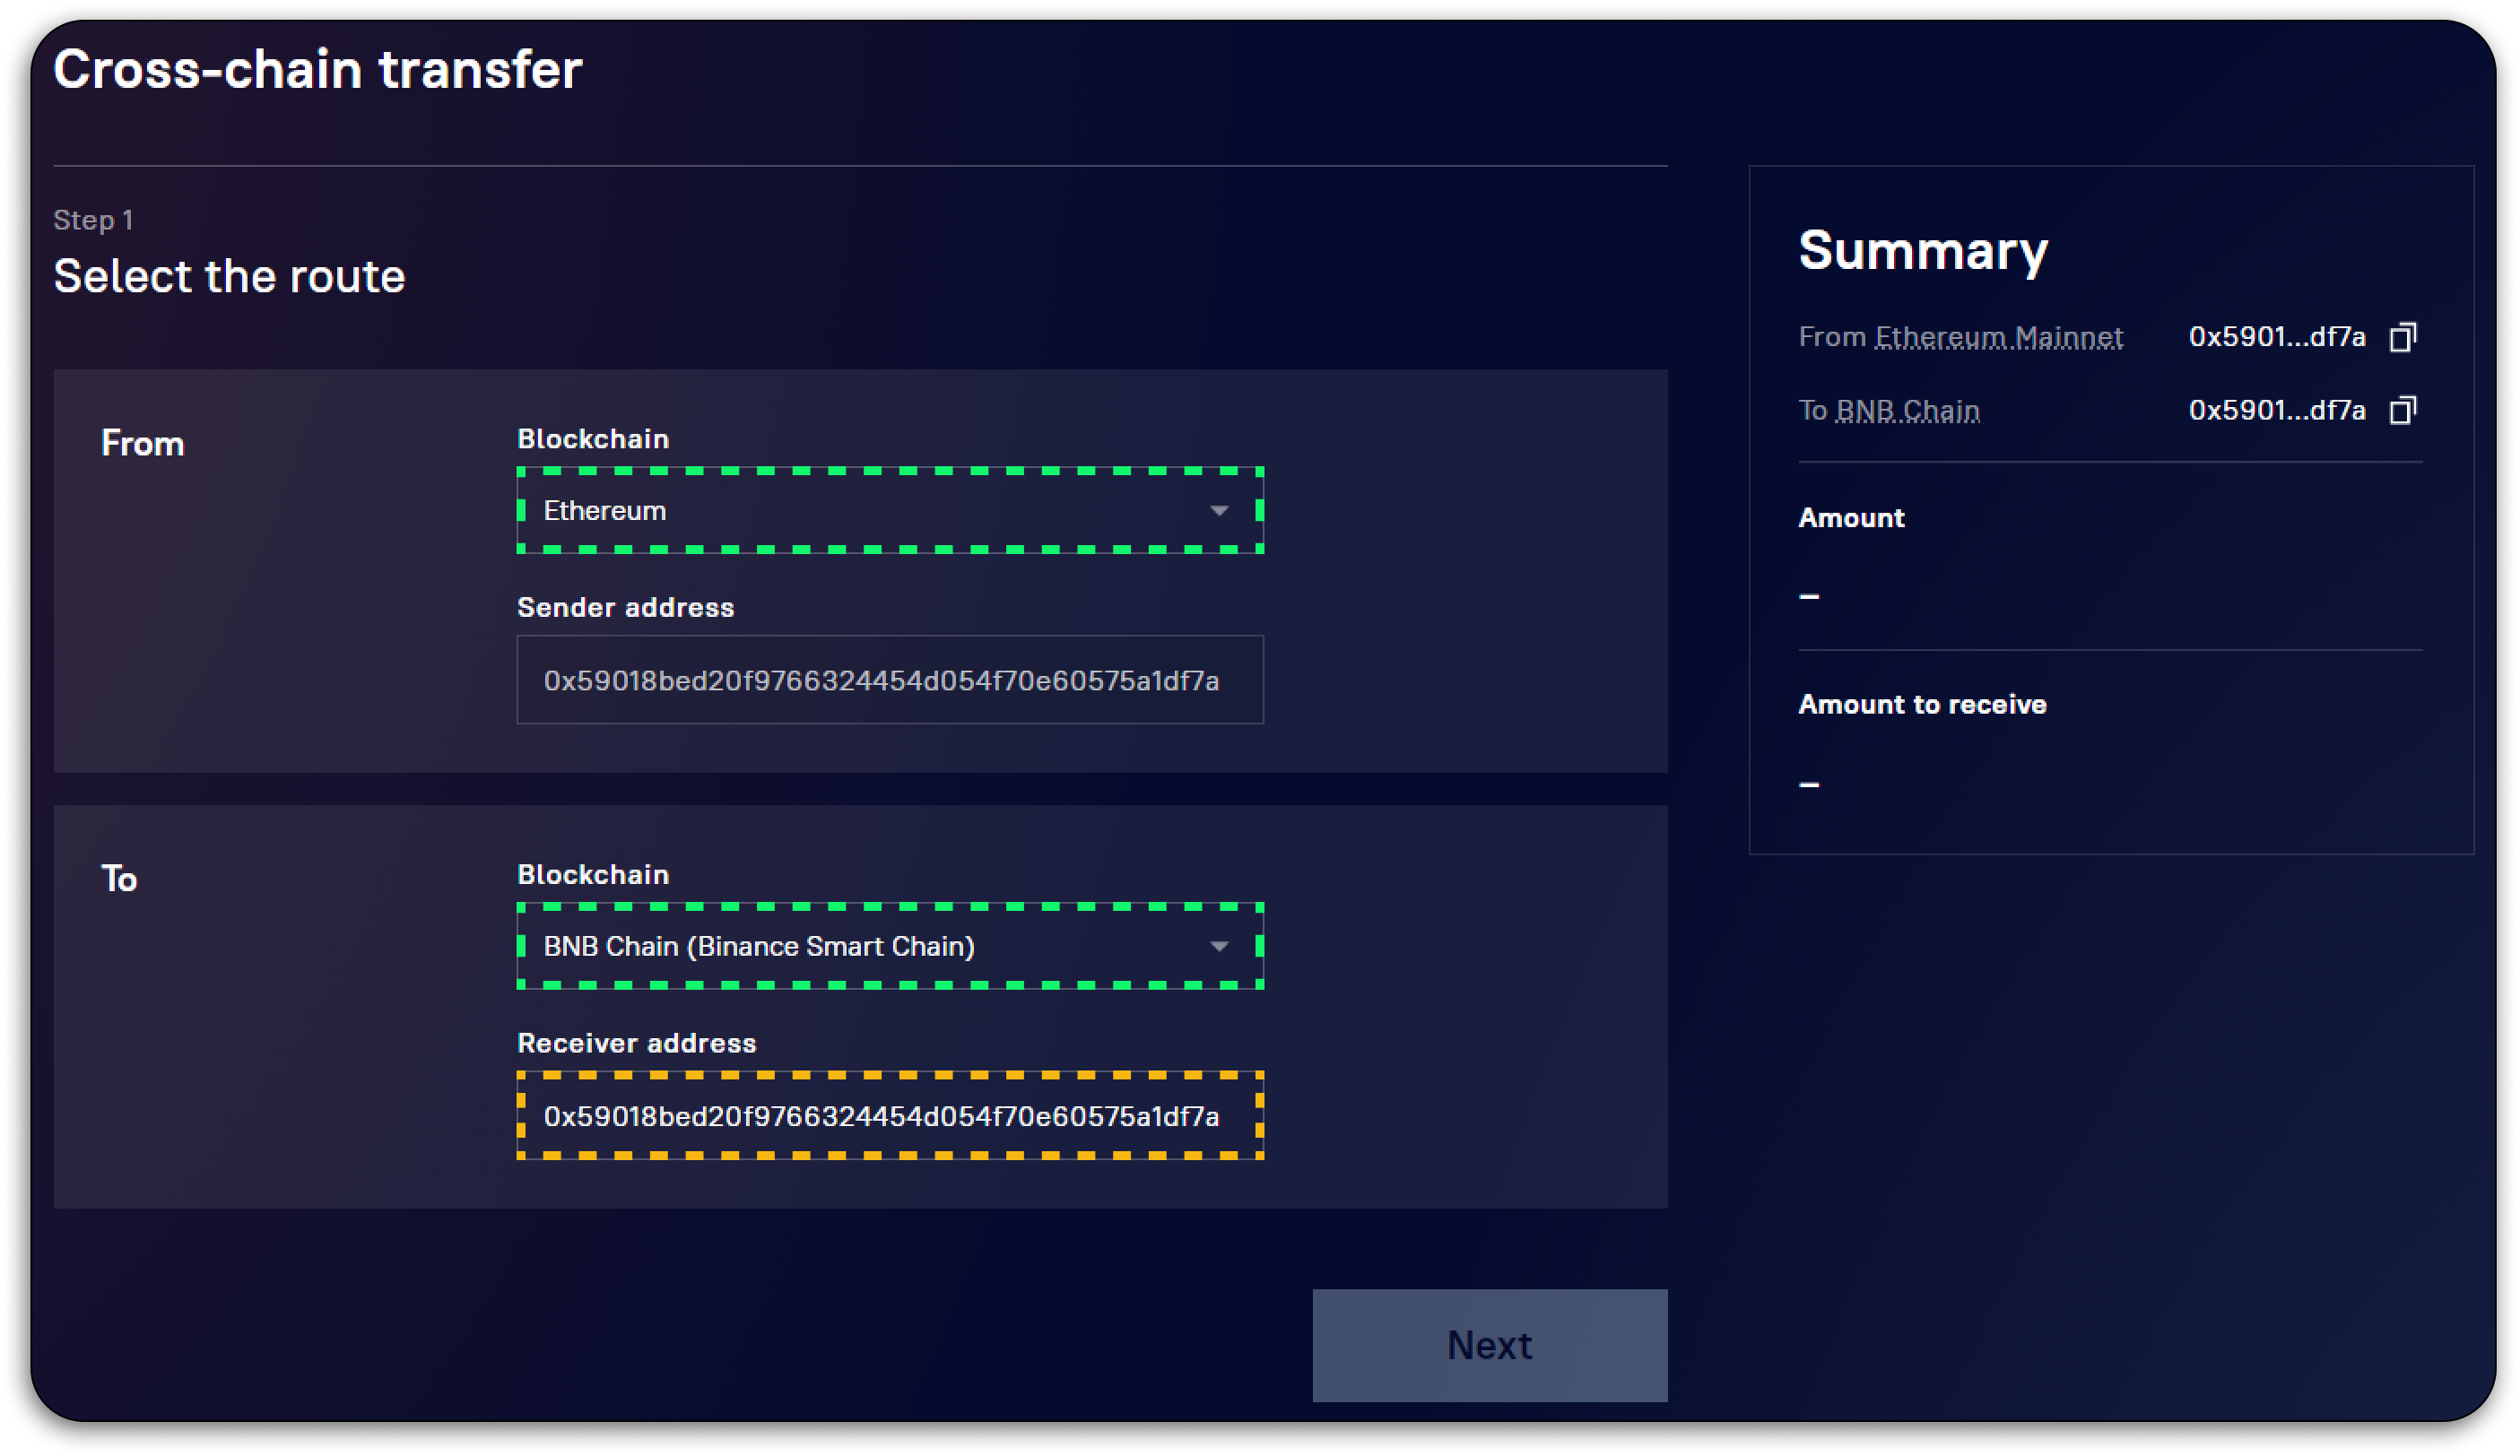 Cross-chain transfer
Step 1
Select the route
From
Blockchain
Ethereum
Sender address
0x59018bed20f9766324454d054f70e60575a1df7a
To
Blockchain
BNB Chain (Binance Smart Chain)
Receiver address
0x59018bed20f9766324454d054f70e60575a1df7a
Next
Summary
From Ethereum Mainnet 0x5901...df7a
To BNB Chain 0x5901...df7a
Amount
–
Amount to receive
–